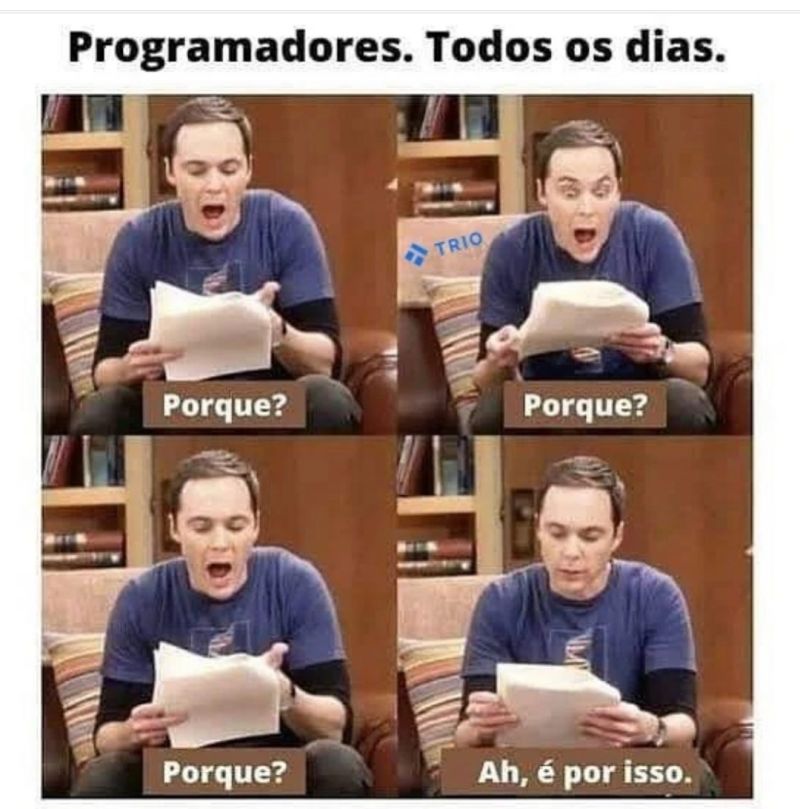 Programadores. Todos os dias.
TRIO
Porque?
Porque?
Porque?
Ah, é por isso.